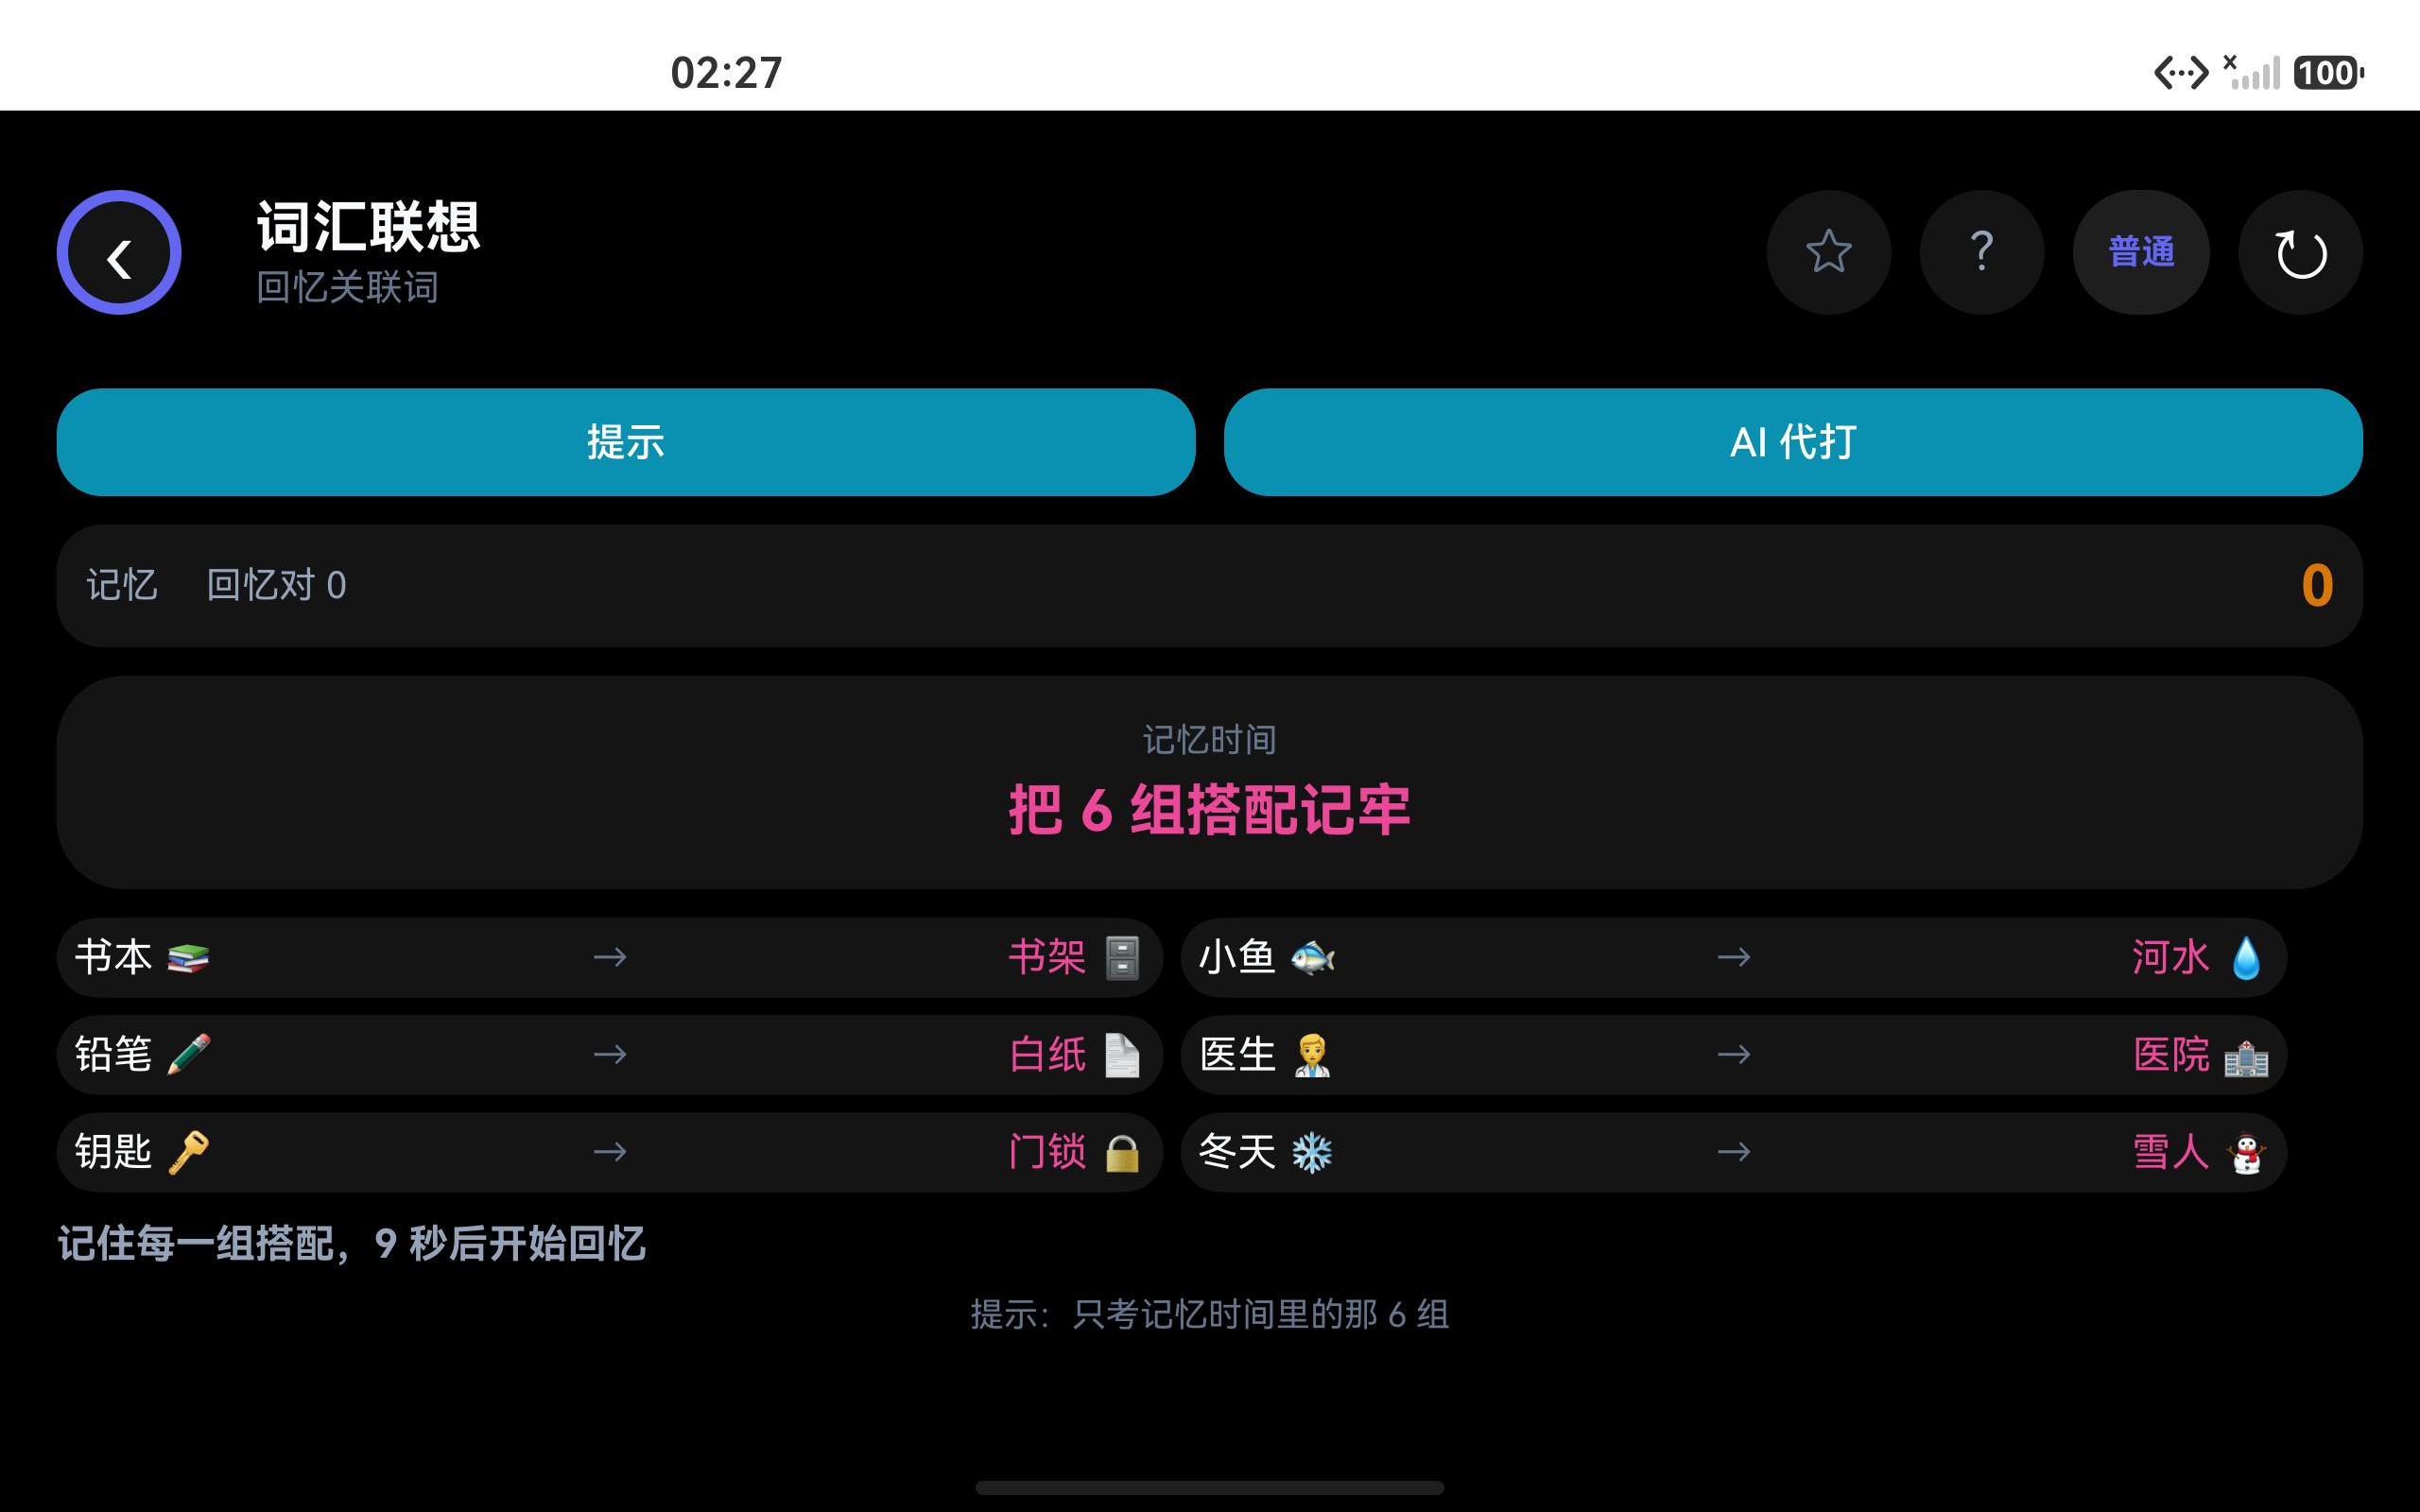 02:27
100
词汇联想
回忆关联词
?
普通
提示
AI 代打
记忆 回忆对 0
0
记忆时间
把 6 组搭配记牢
书本 📚 → 书架 🗄️
小鱼 🐟 → 河水 💧
铅笔 ✏️ → 白纸 📄
医生 👨‍⚕️ → 医院 🏥
钥匙 🔑 → 门锁 🔒
冬天 ❄️ → 雪人 ⛄
记住每一组搭配，9 秒后开始回忆
提示：只考记忆时间里的那 6 组